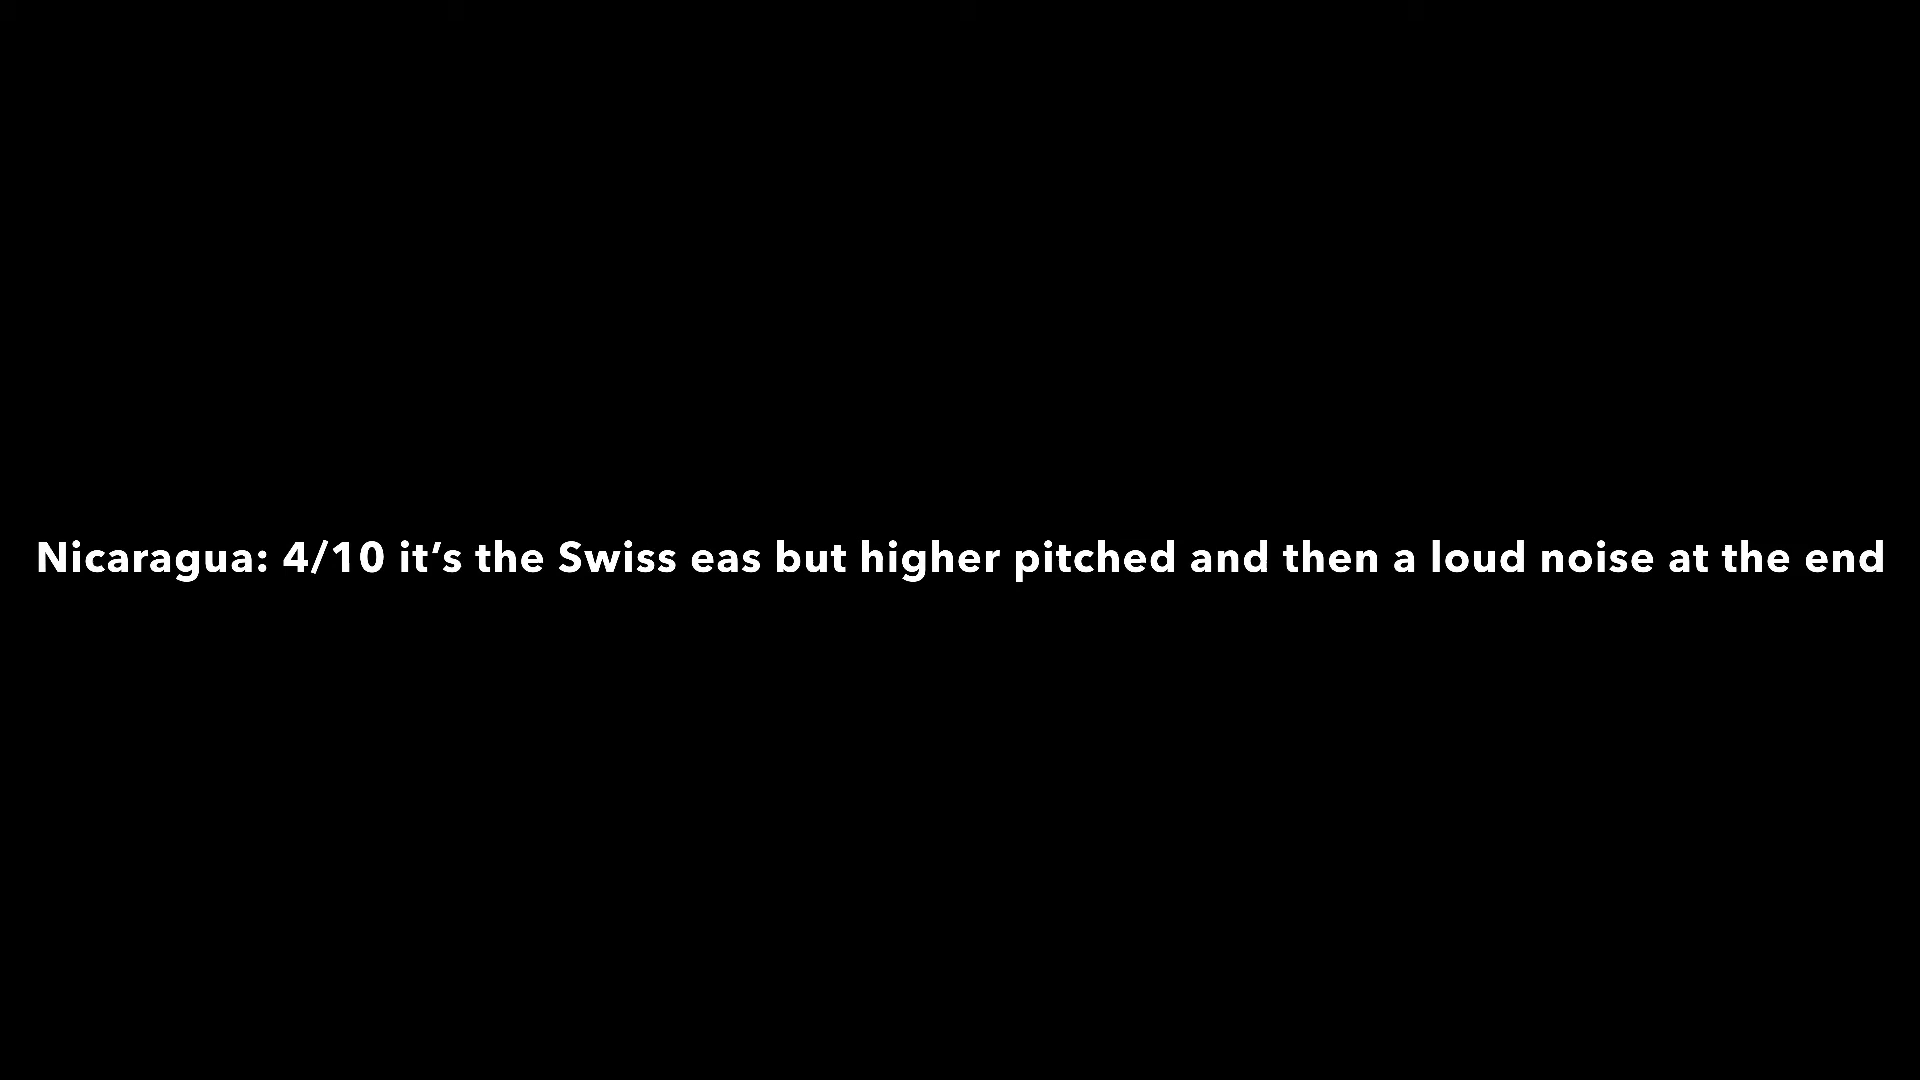 Nicaragua: 4/10 it’s the Swiss eas but higher pitched and then a loud noise at the end